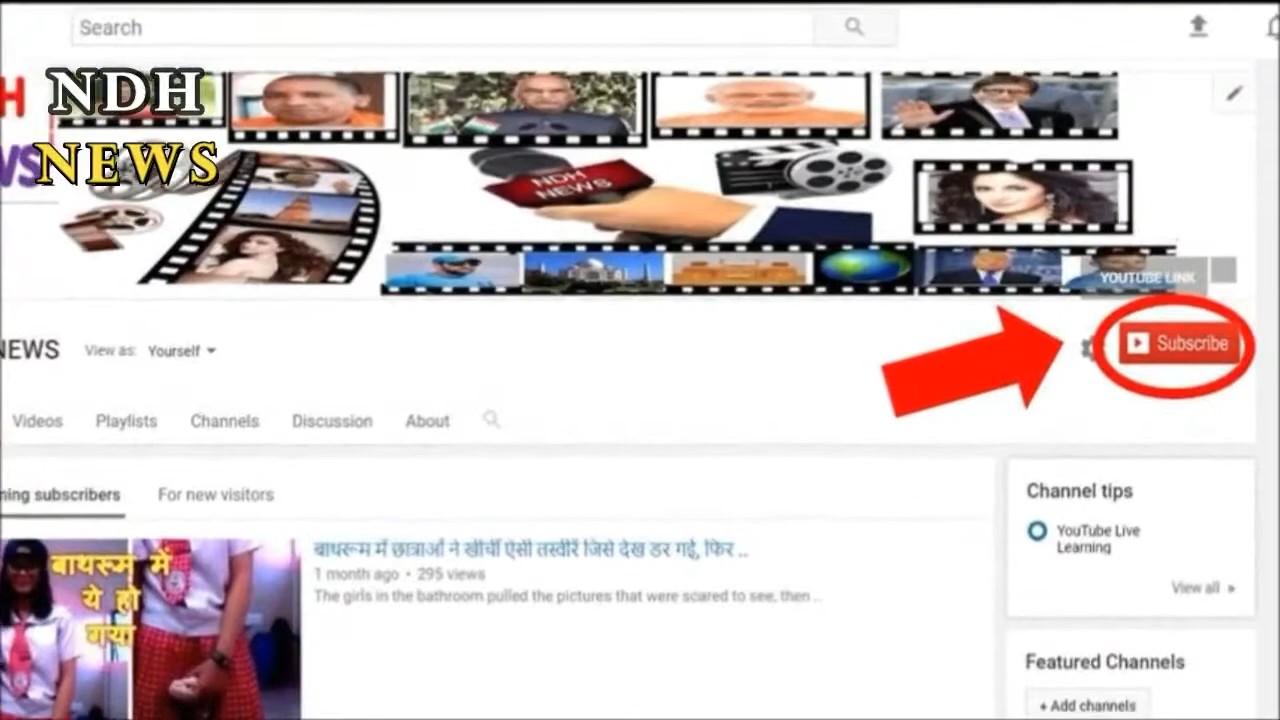 Search
H
NDH
WS
NEWS
NDH
NEWS
YOUTUBE LINK
NEWS
View as: Yourself
Subscribe
Videos
Playlists
Channels
Discussion
About
ning subscribers
For new visitors
Channel tips
YouTube Live
Learning
View all »
बाथरूम में
ये हो
गया
बाथरूम में छात्राओं ने खींचीं ऐसी तस्वीरें जिसे देख डर गई, फिर ..
1 month ago • 295 views
The girls in the bathroom pulled the pictures that were scared to see, then ..
Featured Channels
+ Add channels